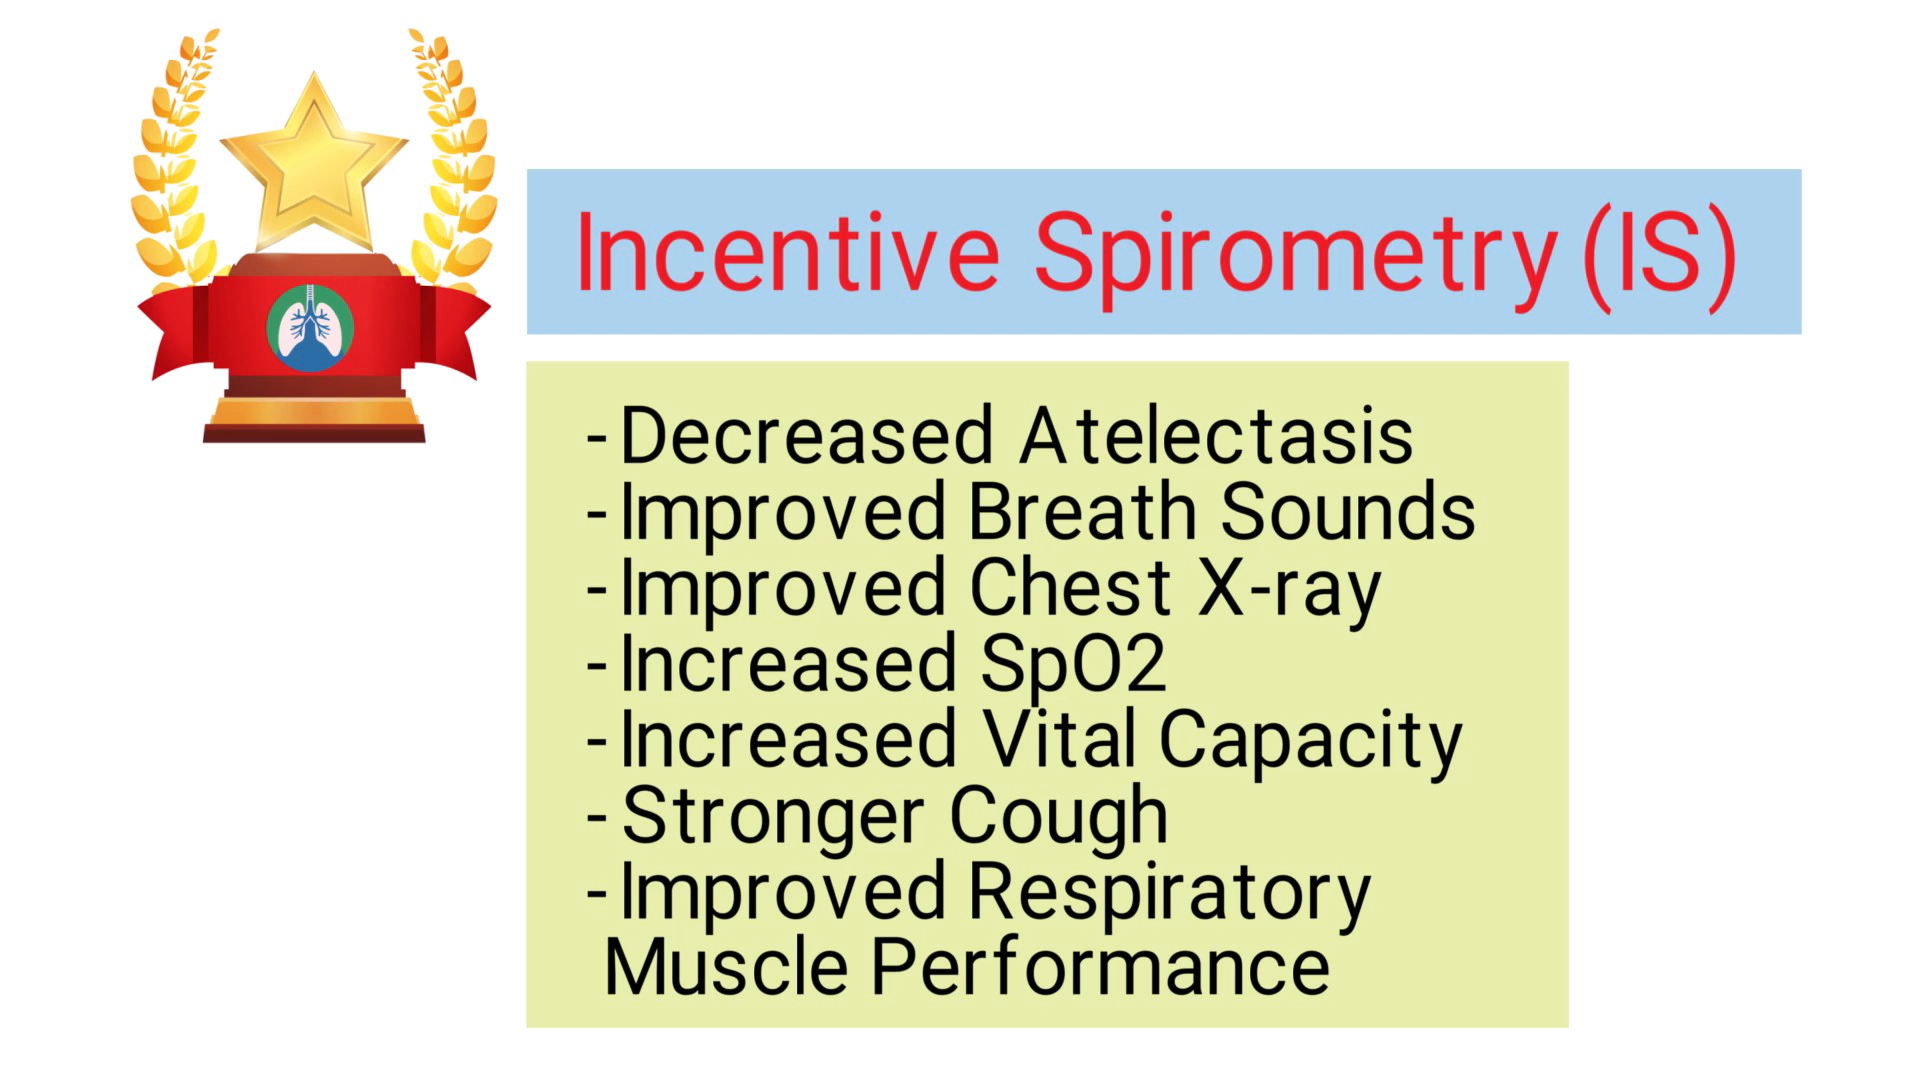 Incentive Spirometry (IS)
- Decreased Atelectasis
- Improved Breath Sounds
- Improved Chest X-ray
- Increased SpO2
- Increased Vital Capacity
- Stronger Cough
- Improved Respiratory
Muscle Performance